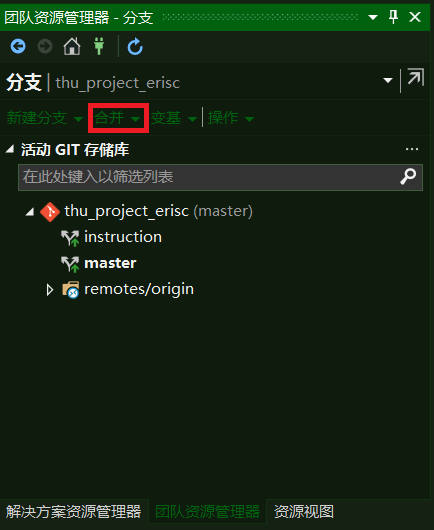 团队资源管理器 - 分支
分支 | thu_project_erisc
新建分支 合并 变基 操作
活动 GIT 存储库 ...
在此处键入以筛选列表
thu_project_erisc (master)
instruction
master
remotes/origin
解决方案资源管理器 团队资源管理器 资源视图